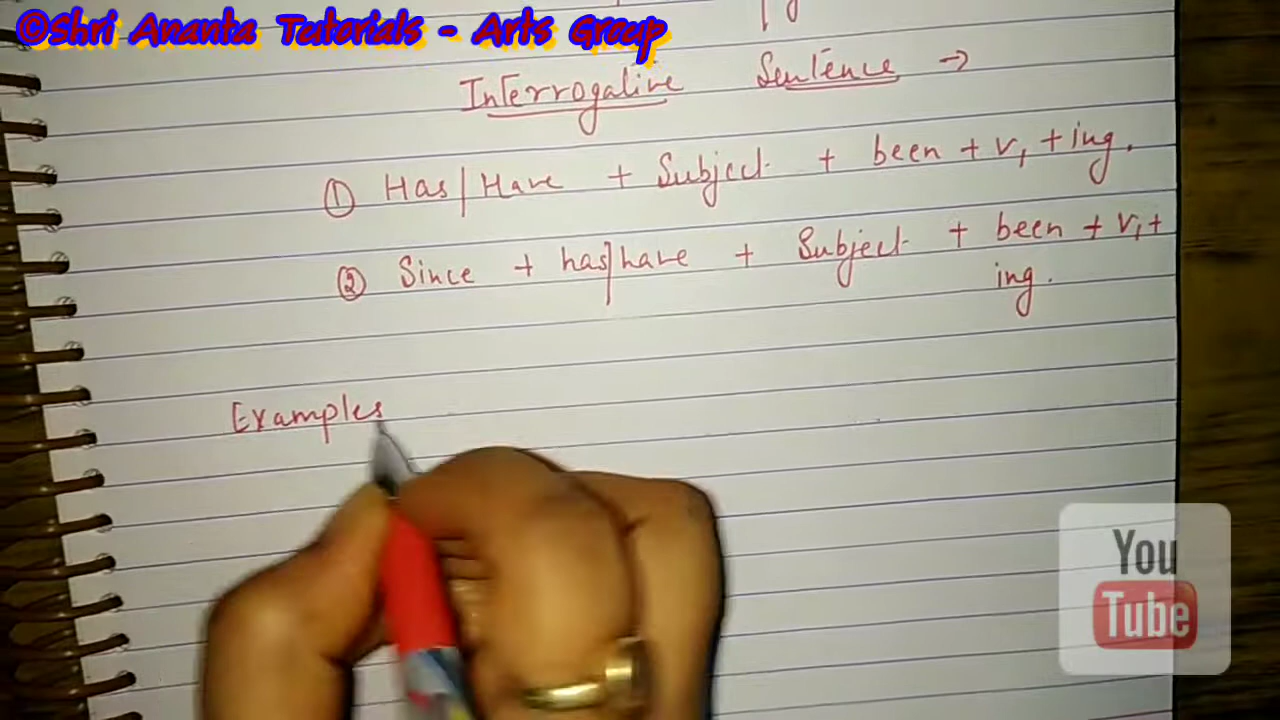 ©Shri Ananta Tutorials - Arts Group
Interrogative Sentence →
① Has/Have + Subject + been + v₁ + ing.
② Since + has/have + Subject + been + v₁ +
ing.
Examples
You
Tube